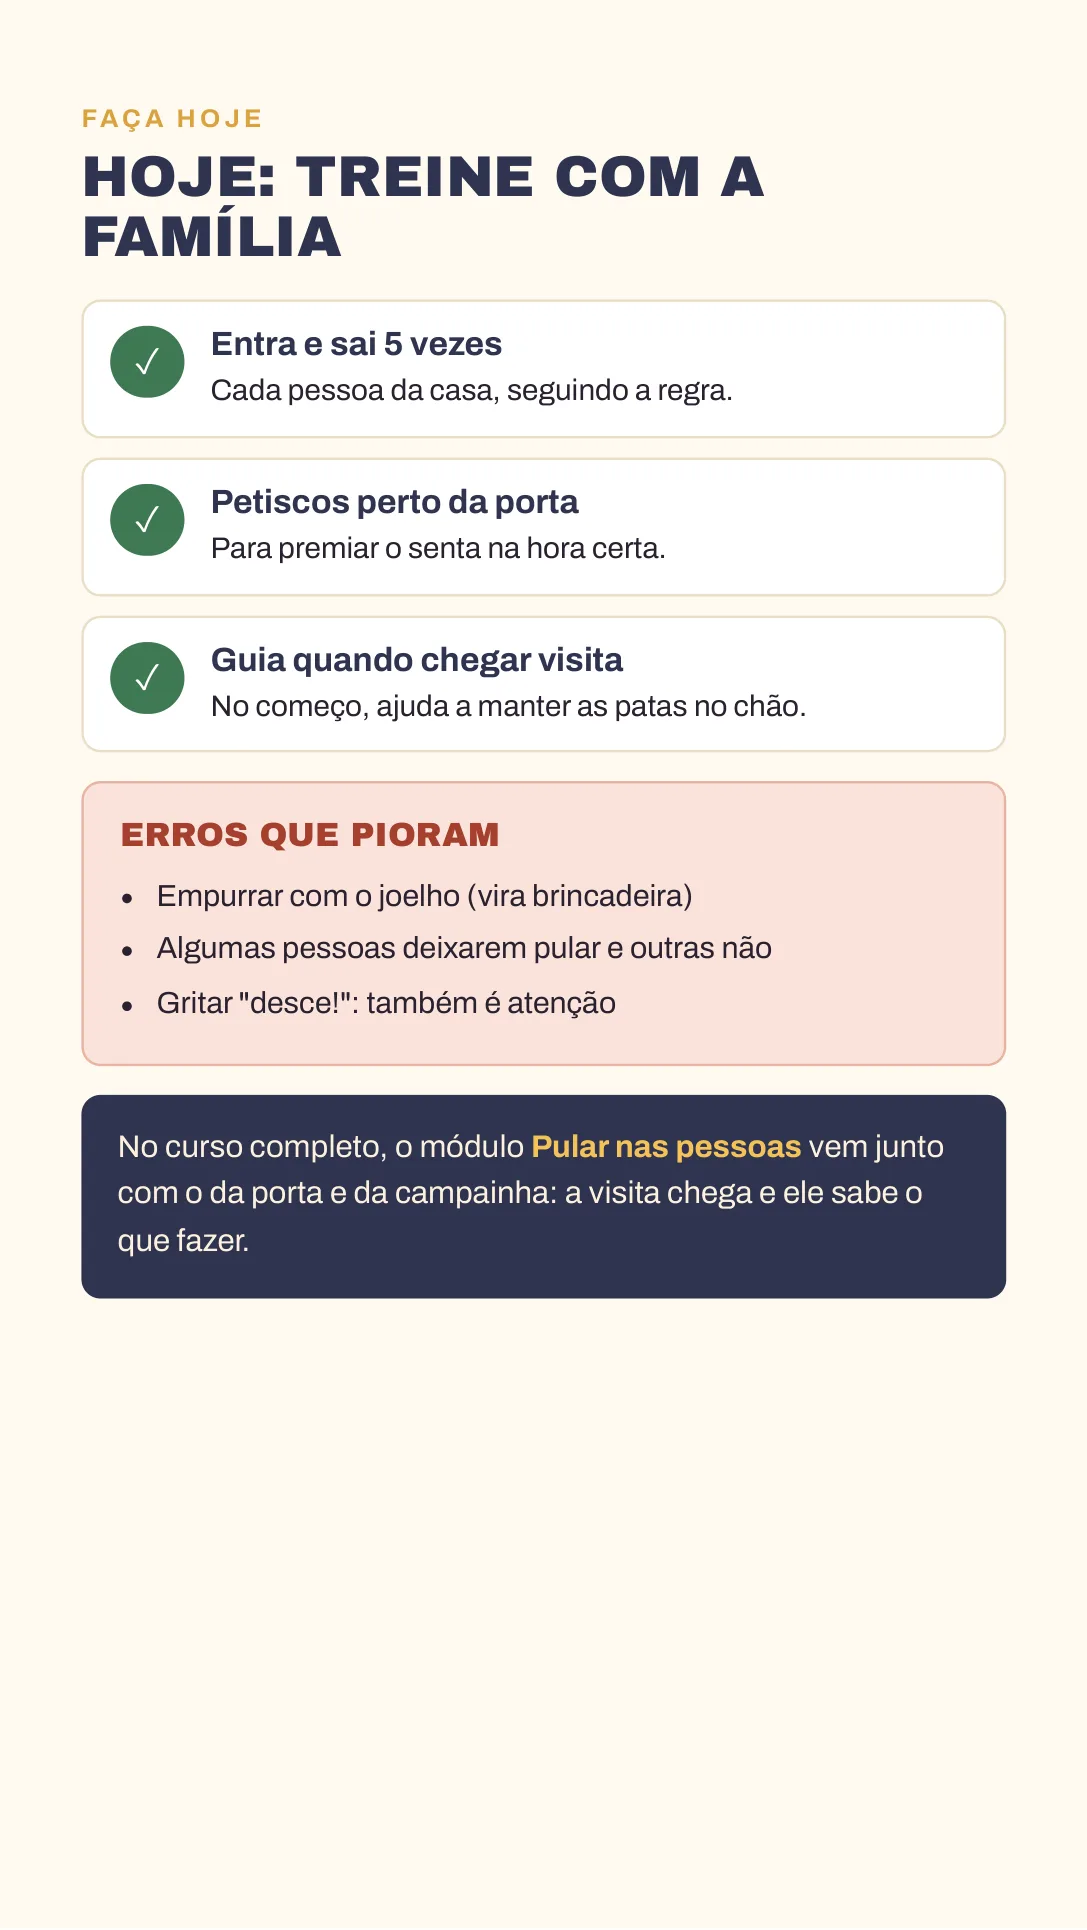 FAÇA HOJE
HOJE: TREINE COM A
FAMÍLIA
✓
Entra e sai 5 vezes
Cada pessoa da casa, seguindo a regra.
✓
Petiscos perto da porta
Para premiar o senta na hora certa.
✓
Guia quando chegar visita
No começo, ajuda a manter as patas no chão.
ERROS QUE PIORAM
• Empurrar com o joelho (vira brincadeira)
• Algumas pessoas deixarem pular e outras não
• Gritar "desce!": também é atenção
No curso completo, o módulo Pular nas pessoas vem junto
com o da porta e da campainha: a visita chega e ele sabe o
que fazer.